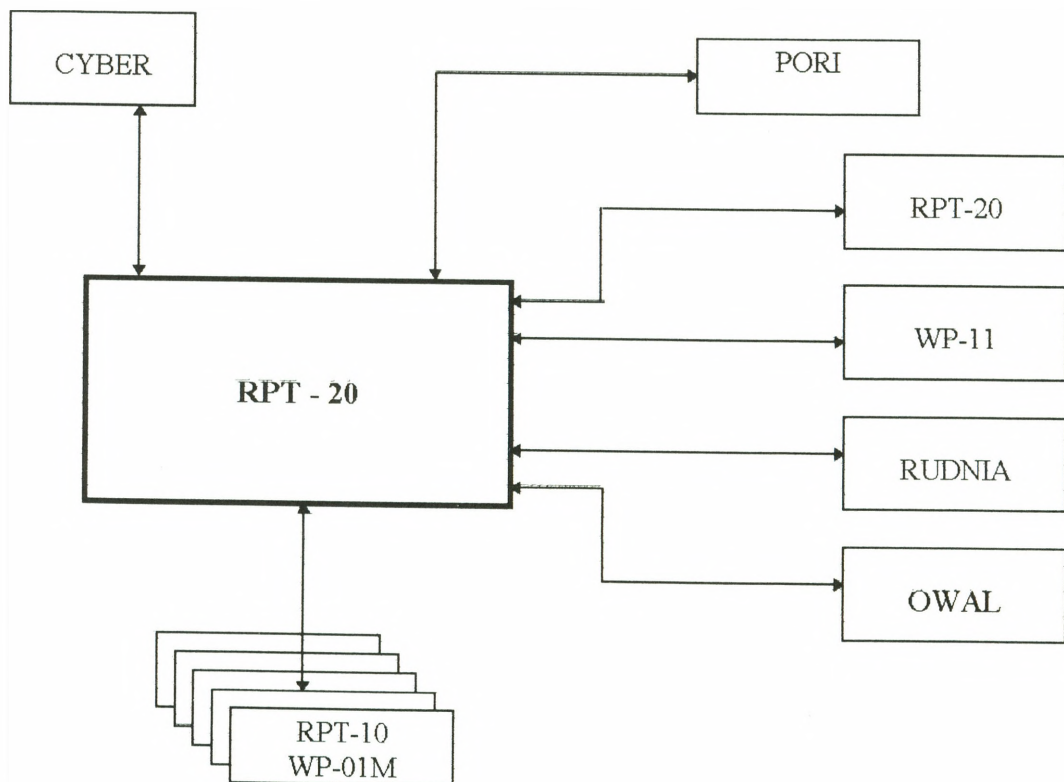 CYBER
PORI
RPT-20
WP-11
RPT - 20
RUDNIA
OWAL
RPT-10
WP-01M